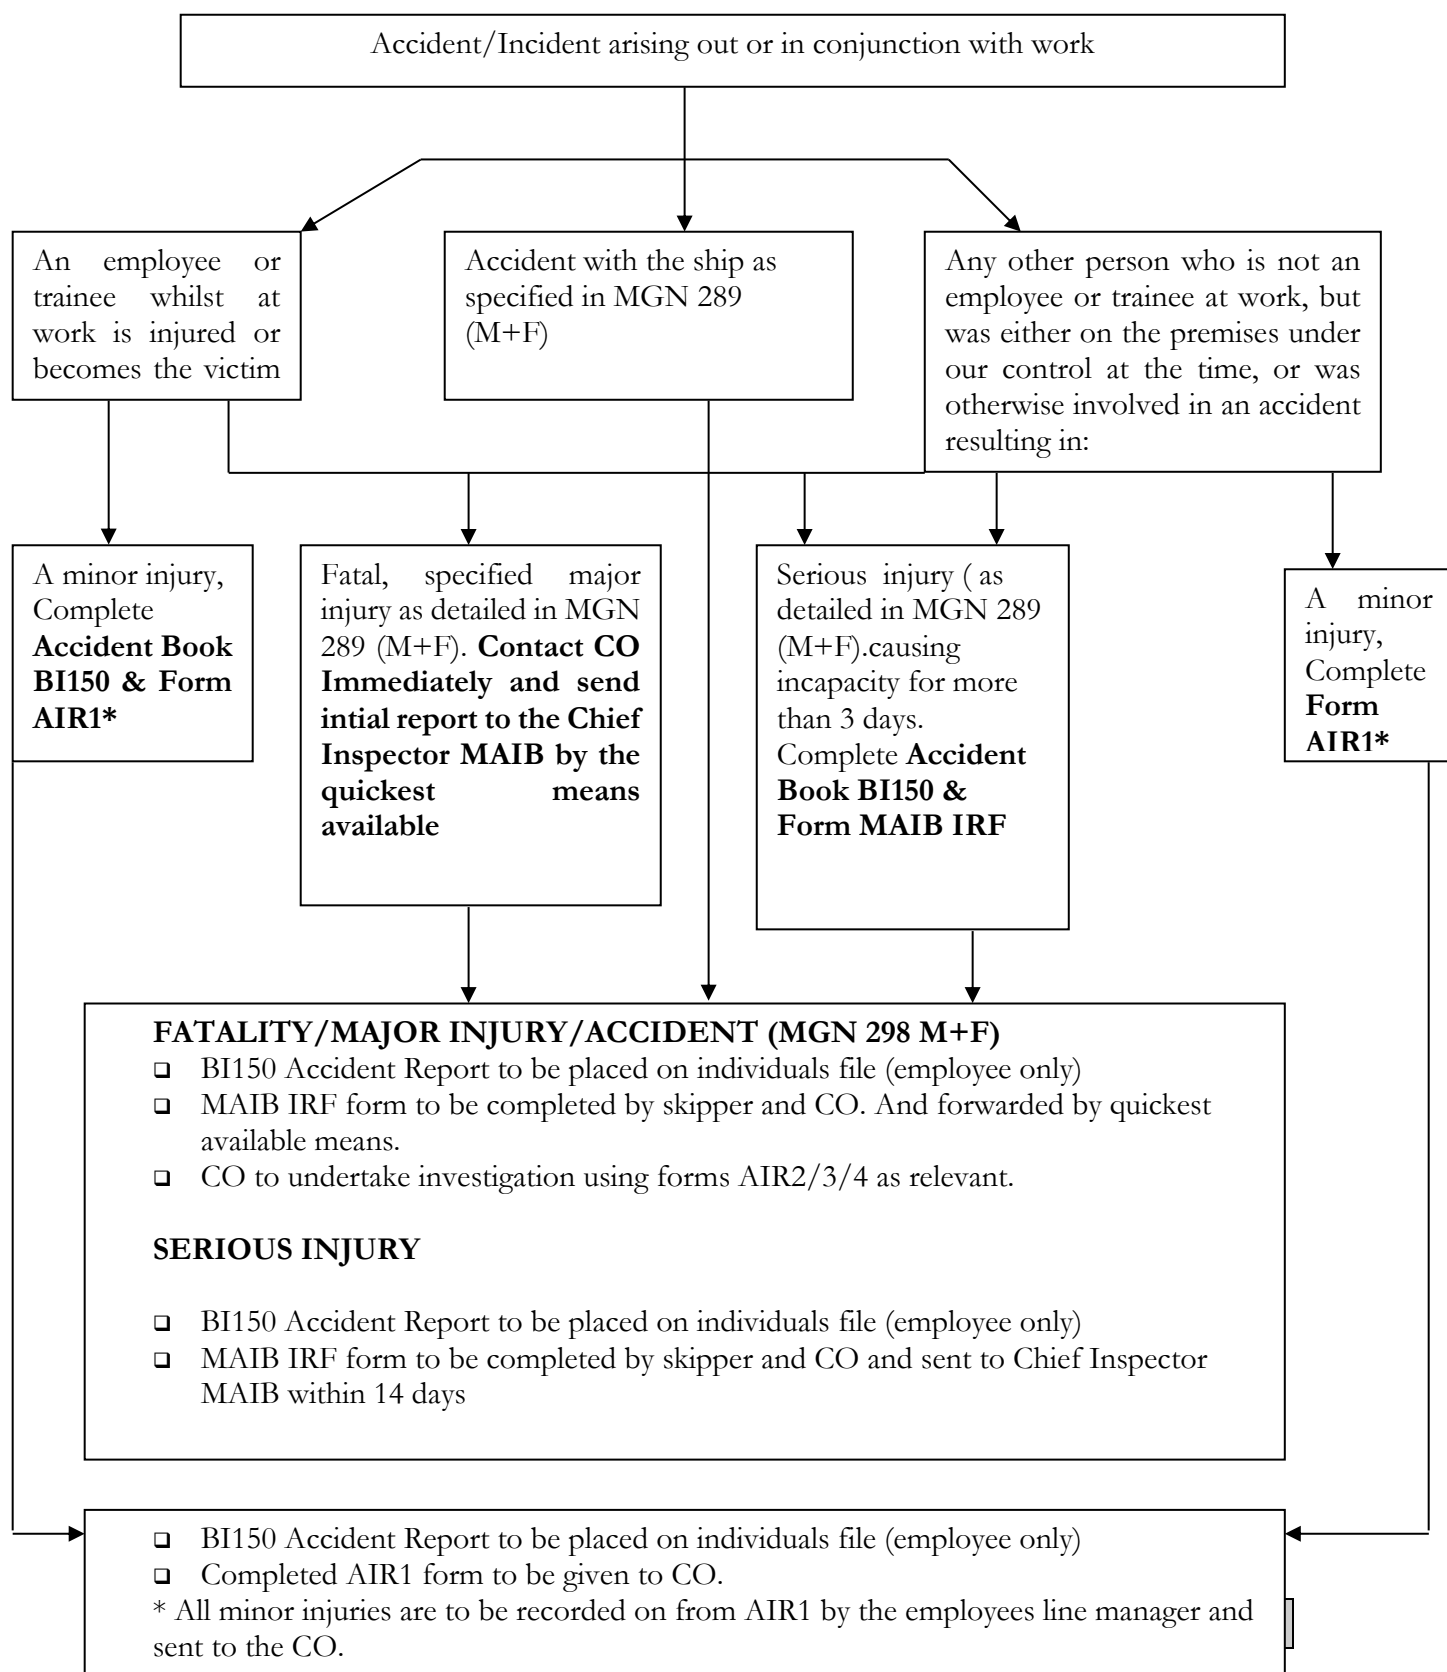 Accident/Incident arising out or in conjunction with work
An employee or
trainee whilst at
work is injured or
becomes the victim
Accident with the ship as
specified in MGN 289
(M+F)
Any other person who is not an
employee or trainee at work, but
was either on the premises under
our control at the time, or was
otherwise involved in an accident
resulting in:
A minor injury,
Complete
Accident Book
BI150 & Form
AIR1*
Fatal, specified major
injury as detailed in MGN
289 (M+F). Contact CO
Immediately and send
intial report to the Chief
Inspector MAIB by the
quickest means
available
Serious injury ( as
detailed in MGN 289
(M+F).causing
incapacity for more
than 3 days.
Complete Accident
Book BI150 &
Form MAIB IRF
A minor
injury,
Complete
Form
AIR1*
FATALITY/MAJOR INJURY/ACCIDENT (MGN 298 M+F)
❑ BI150 Accident Report to be placed on individuals file (employee only)
❑ MAIB IRF form to be completed by skipper and CO. And forwarded by quickest
available means.
❑ CO to undertake investigation using forms AIR2/3/4 as relevant.
SERIOUS INJURY
❑ BI150 Accident Report to be placed on individuals file (employee only)
❑ MAIB IRF form to be completed by skipper and CO and sent to Chief Inspector
MAIB within 14 days
❑ BI150 Accident Report to be placed on individuals file (employee only)
❑ Completed AIR1 form to be given to CO.
* All minor injuries are to be recorded on from AIR1 by the employees line manager and
sent to the CO.